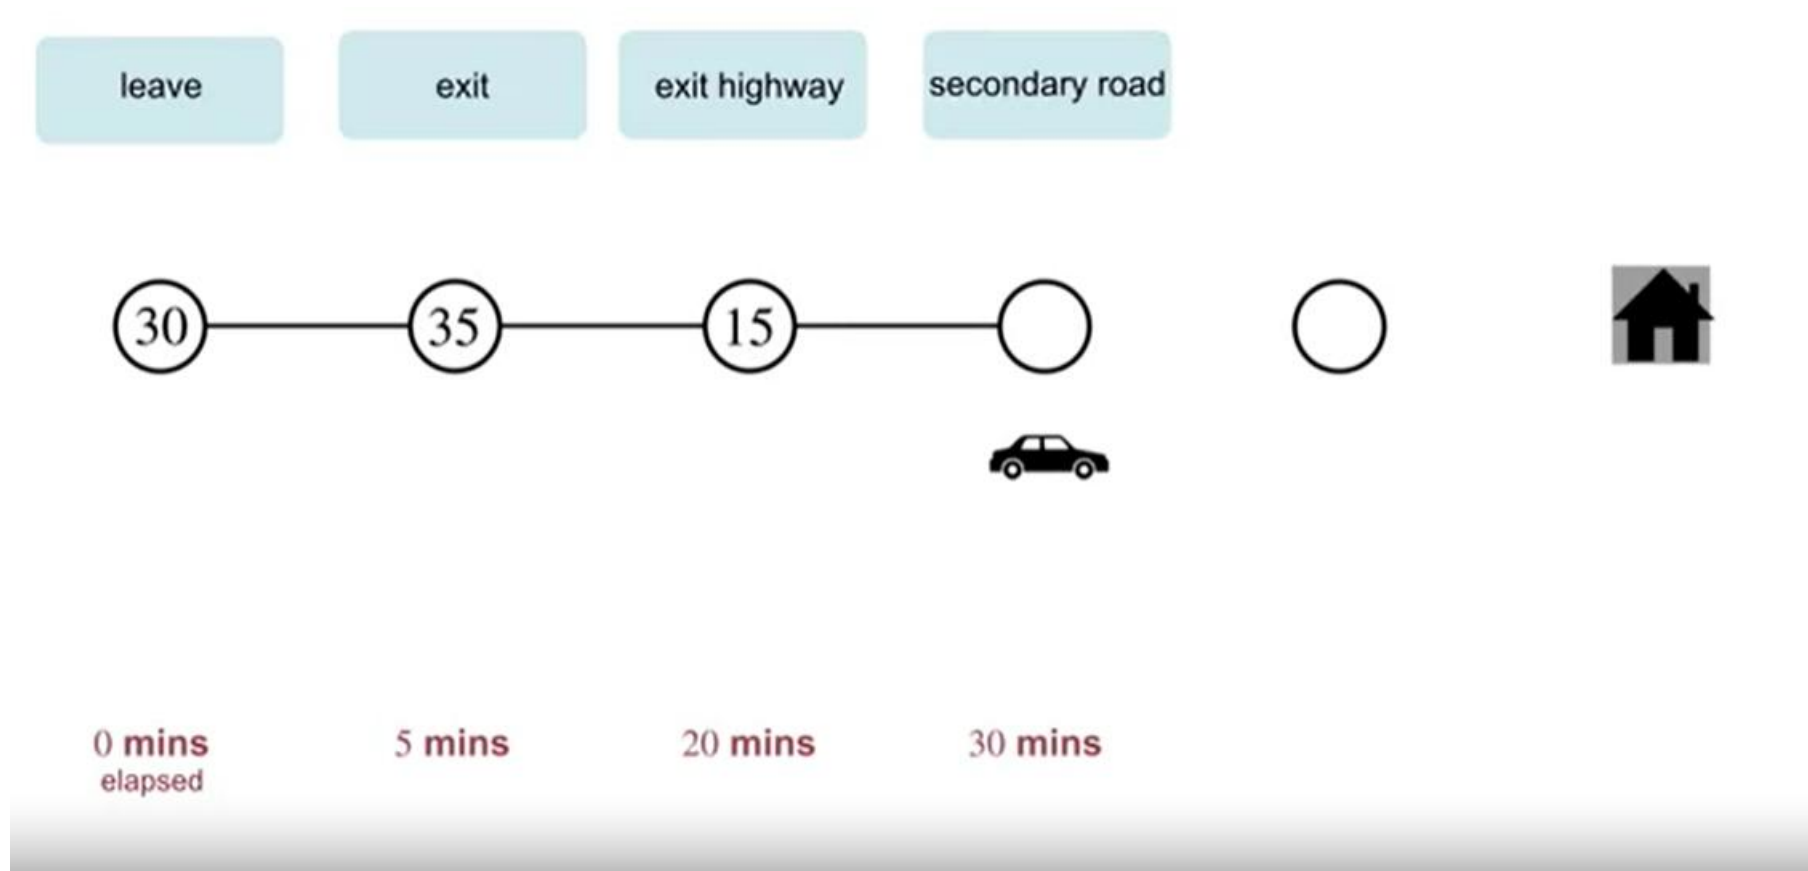 leave
exit
exit highway
secondary road
30
35
15
0 mins
elapsed
5 mins
20 mins
30 mins